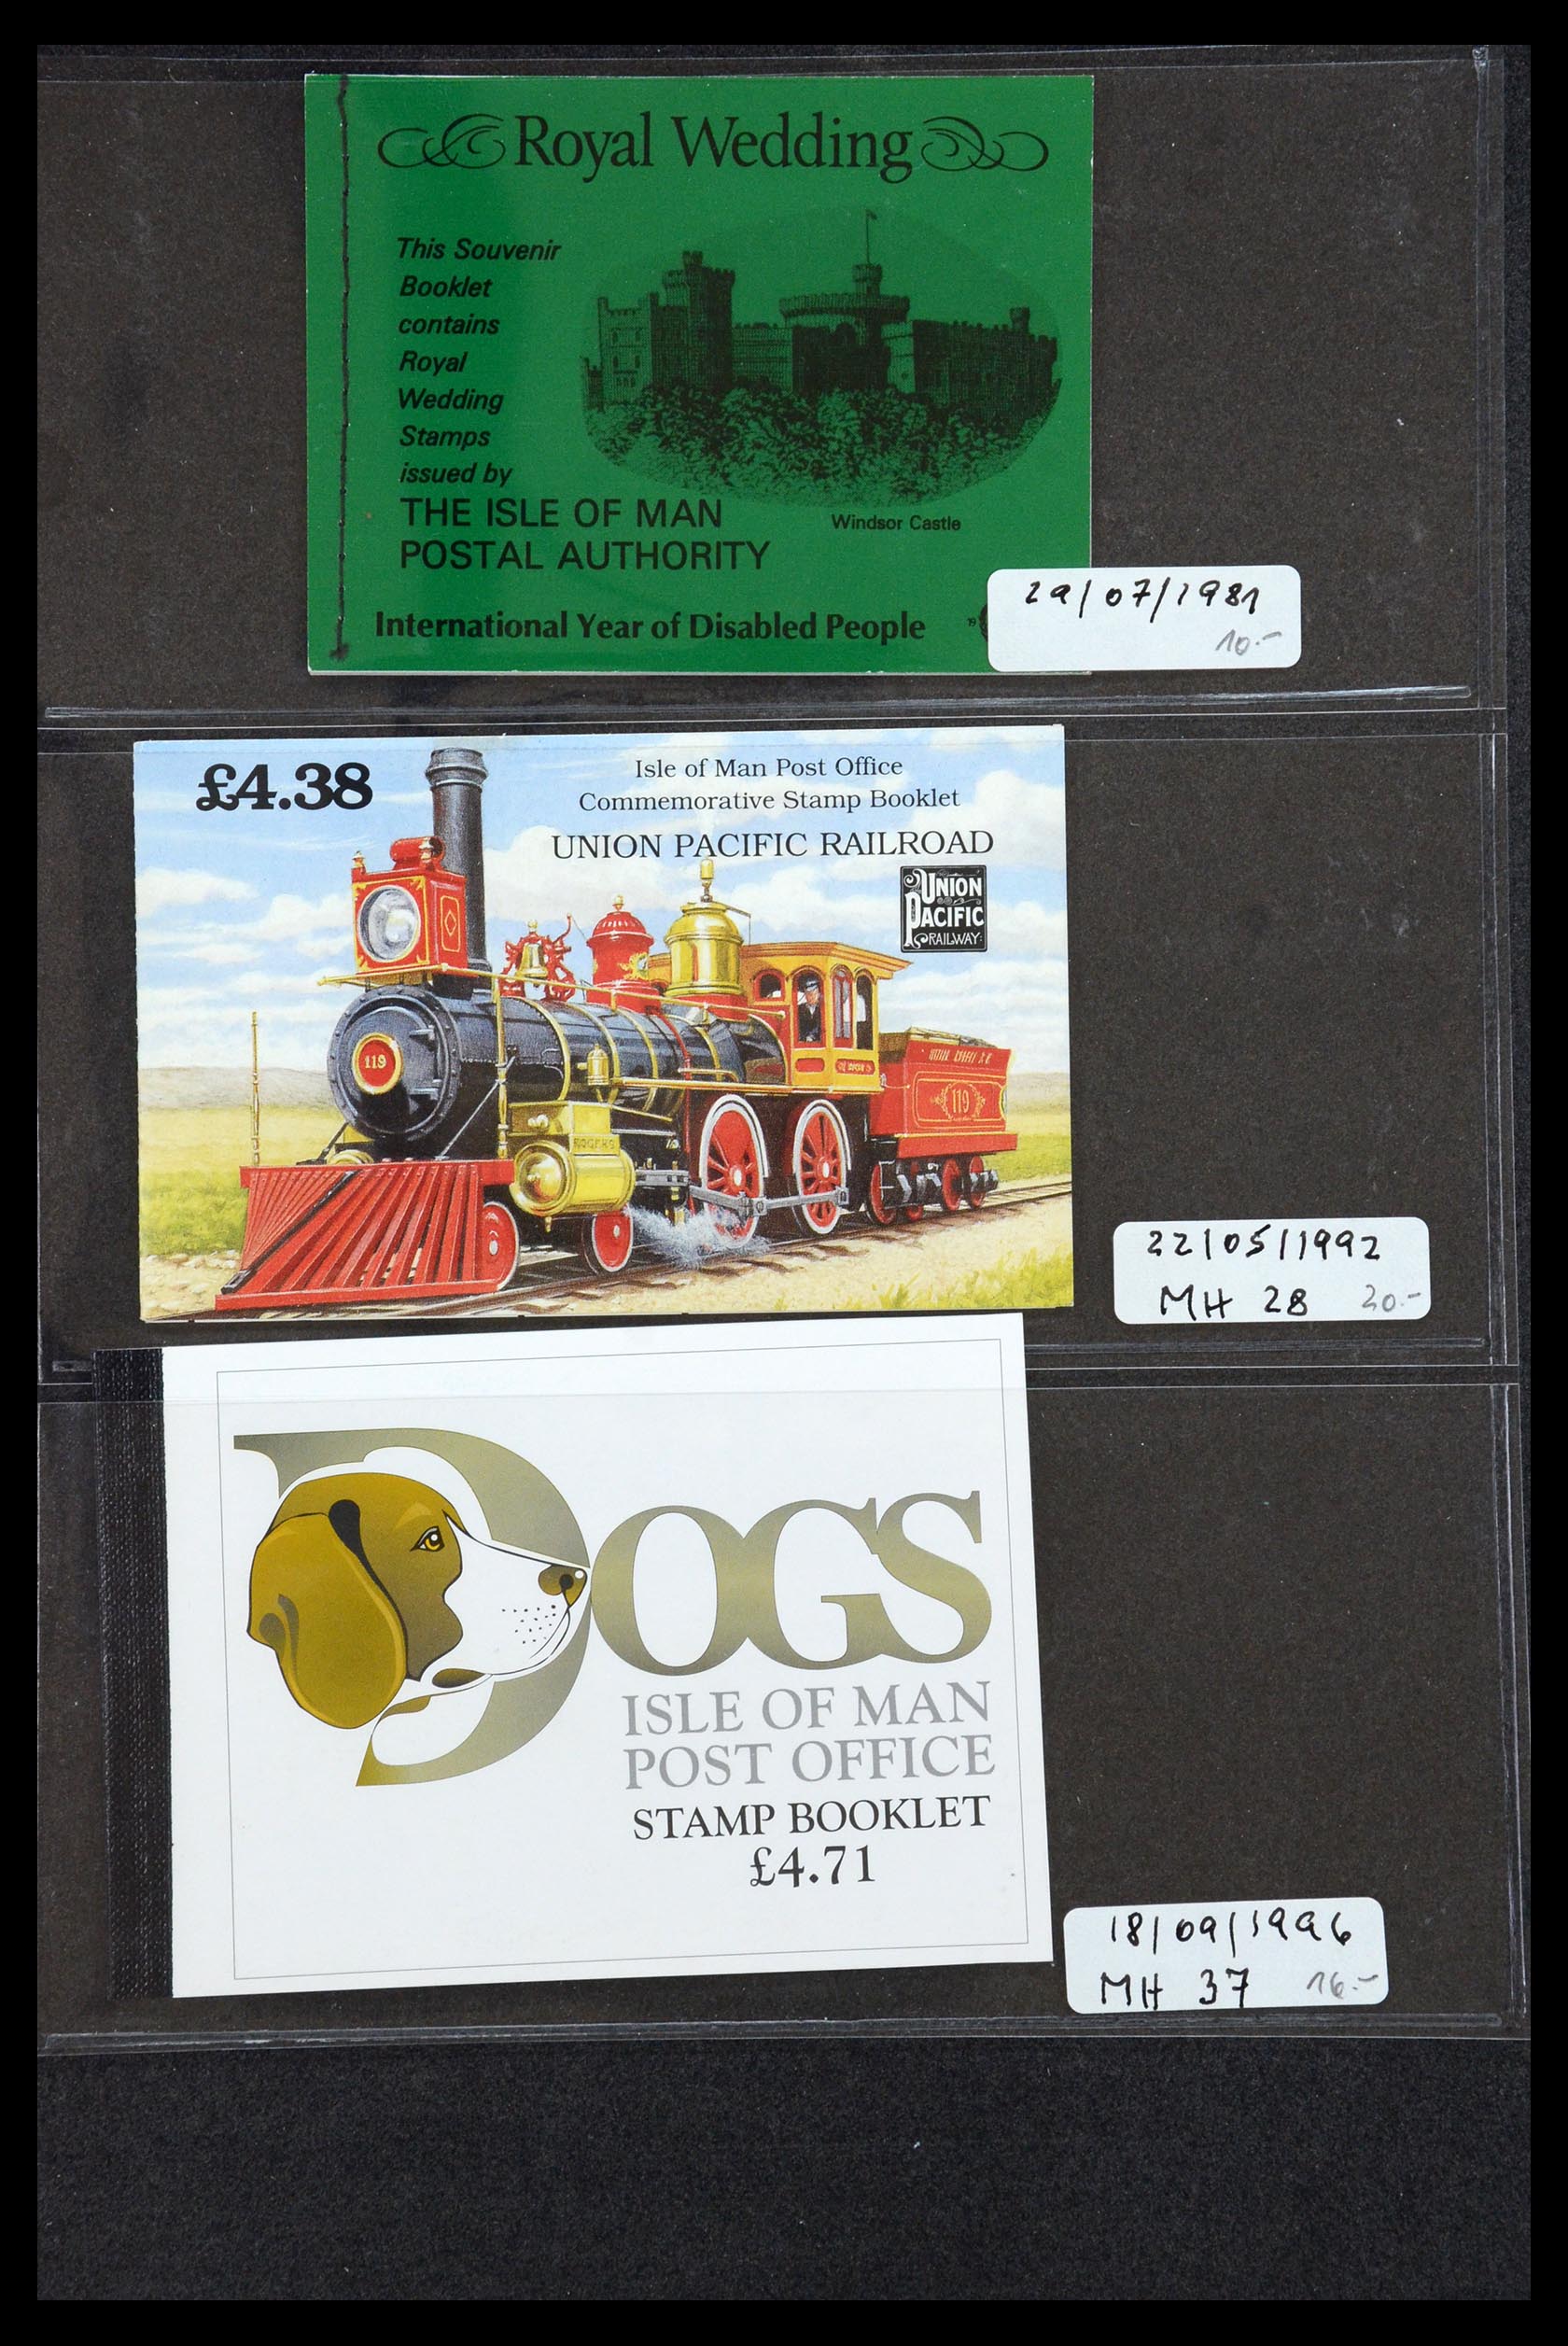 Royal Wedding
This Souvenir
Booklet
contains
Royal
Wedding
Stamps
issued by
THE ISLE OF MAN
POSTAL AUTHORITY
Windsor Castle
International Year of Disabled People
19
29/07/1981
10.-
£4.38
Isle of Man Post Office
Commemorative Stamp Booklet
UNION PACIFIC RAILROAD
UNION
PACIFIC
RAILWAY
119
119
ROGERS
22/05/1992
MH 28 20.-
DOGS
ISLE OF MAN
POST OFFICE
STAMP BOOKLET
£4.71
18/09/1996
MH 37 16.-